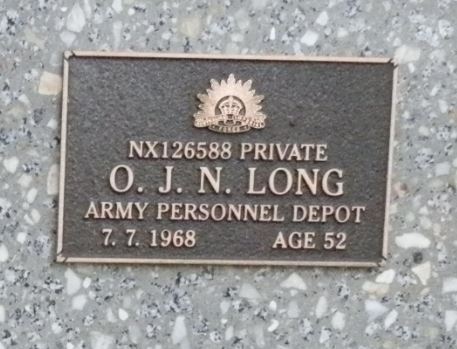 NX126588 PRIVATE
O. J. N. LONG
ARMY PERSONNEL DEPOT
7. 7. 1968 AGE 52